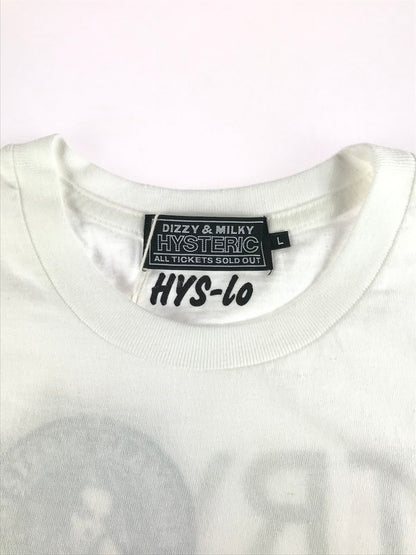 DIZZY & MILKY
HYSTERIC
ALL TICKETS SOLD OUT
L
HYS-lo